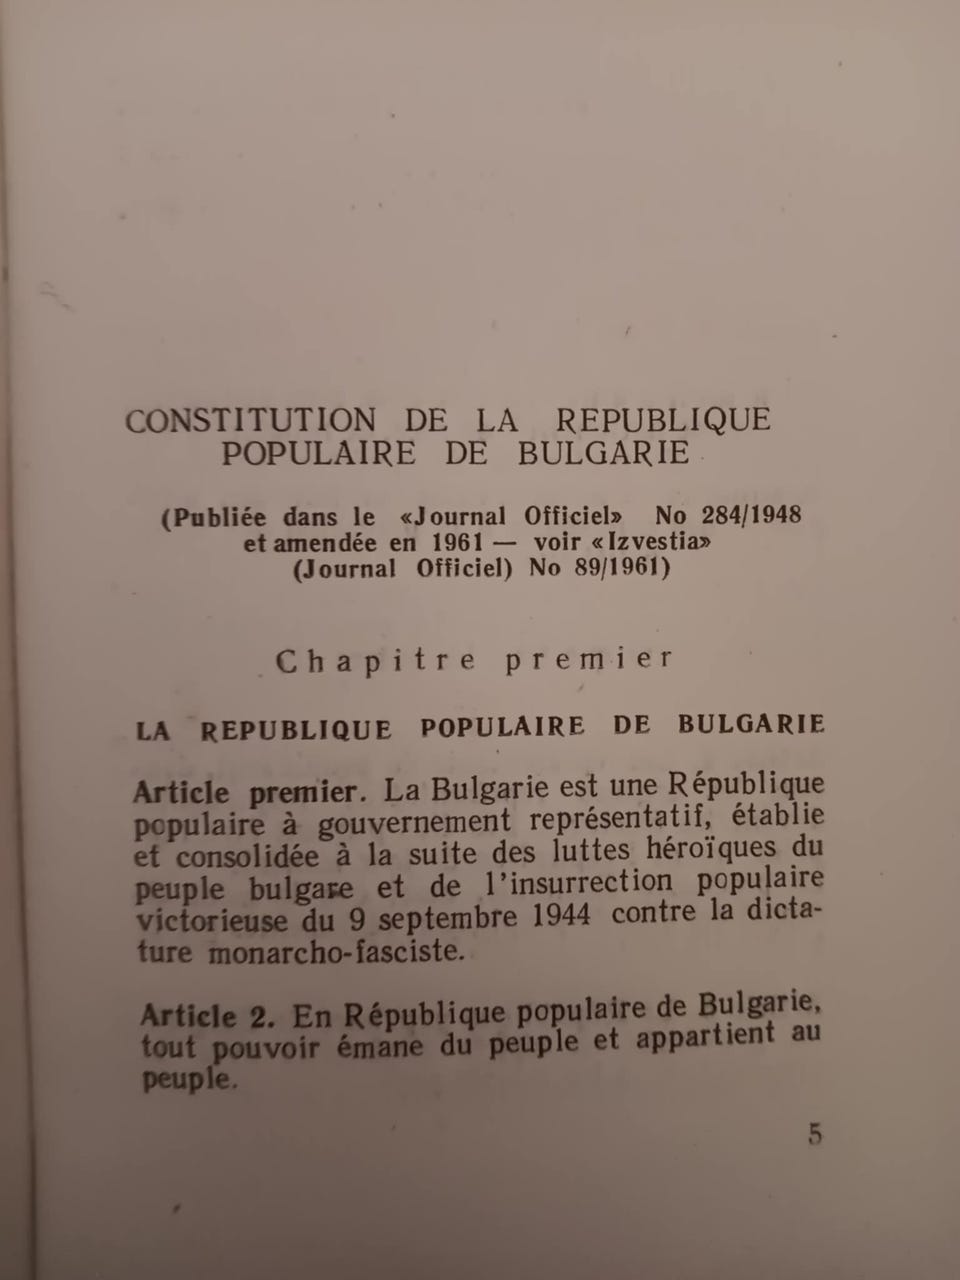 CONSTITUTION DE LA REPUBLIQUE
POPULAIRE DE BULGARIE
(Publiée dans le «Journal Officiel» No 284/1948
et amendée en 1961 — voir «Izvestia»
(Journal Officiel) No 89/1961)
Chapitre premier
LA REPUBLIQUE POPULAIRE DE BULGARIE
Article premier. La Bulgarie est une République
populaire à gouvernement représentatif, établie
et consolidée à la suite des luttes héroïques du
peuple bulgare et de l'insurrection populaire
victorieuse du 9 septembre 1944 contre la dicta-
ture monarcho-fasciste.
Article 2. En République populaire de Bulgarie,
tout pouvoir émane du peuple et appartient au
peuple.
5